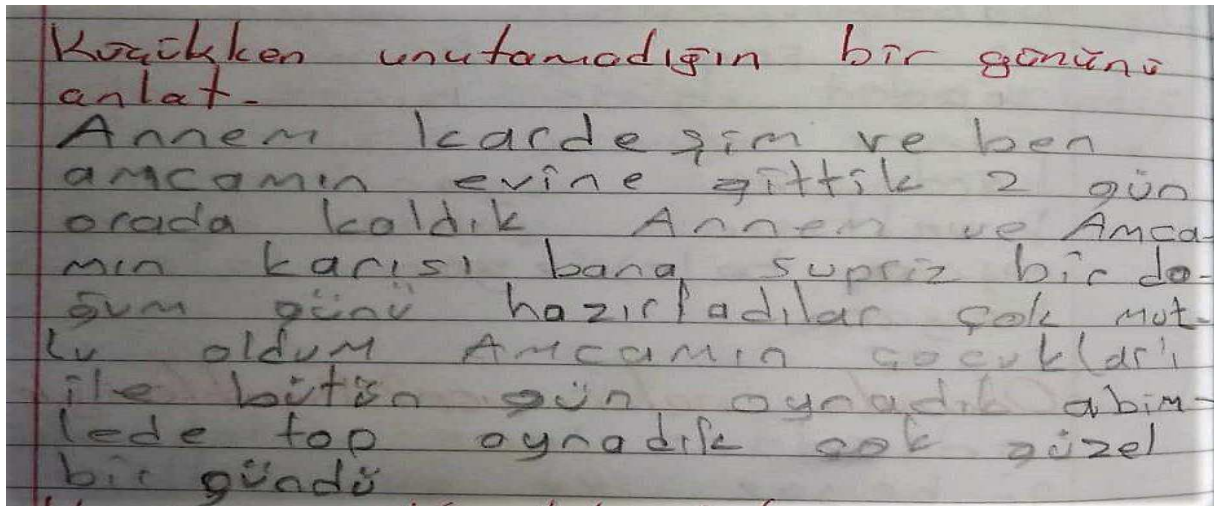 Küçükken unutamadığın bir gününü
anlat-
Annem kardeşim ve ben
amcamın evine gittik 2 gün
orada kaldık Annem ve Amca-
mın karısı bana supriz bir do-
ğum günü hazırladılar çok mut-
lu oldum Amcamın çocukları
ile bütün gün oynadık abim-
lede top oynadık çok güzel
bir gündü